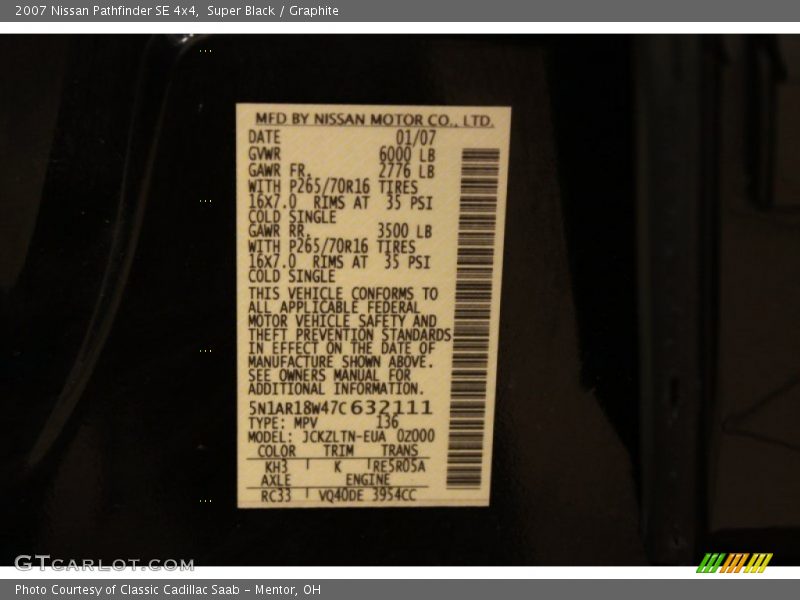 2007 Nissan Pathfinder SE 4x4, Super Black / Graphite
MFD BY NISSAN MOTOR CO., LTD.
DATE 01/07
GVWR 6000 LB
GAWR FR. 2776 LB
WITH P265/70R16 TIRES
16X7.0 RIMS AT 35 PSI
COLD SINGLE
GAWR RR. 3500 LB
WITH P265/70R16 TIRES
16X7.0 RIMS AT 35 PSI
COLD SINGLE
THIS VEHICLE CONFORMS TO
ALL APPLICABLE FEDERAL
MOTOR VEHICLE SAFETY AND
THEFT PREVENTION STANDARDS
IN EFFECT ON THE DATE OF
MANUFACTURE SHOWN ABOVE.
SEE OWNERS MANUAL FOR
ADDITIONAL INFORMATION.
5N1AR18W47C632111
TYPE: MPV 136
MODEL: JCKZLTN-EUA 0Z000
COLOR TRIM TRANS
KH3 K RE5R05A
AXLE ENGINE
RC33 VQ40DE 3954CC
GTCARLOT.COM
Photo Courtesy of Classic Cadillac Saab - Mentor, OH